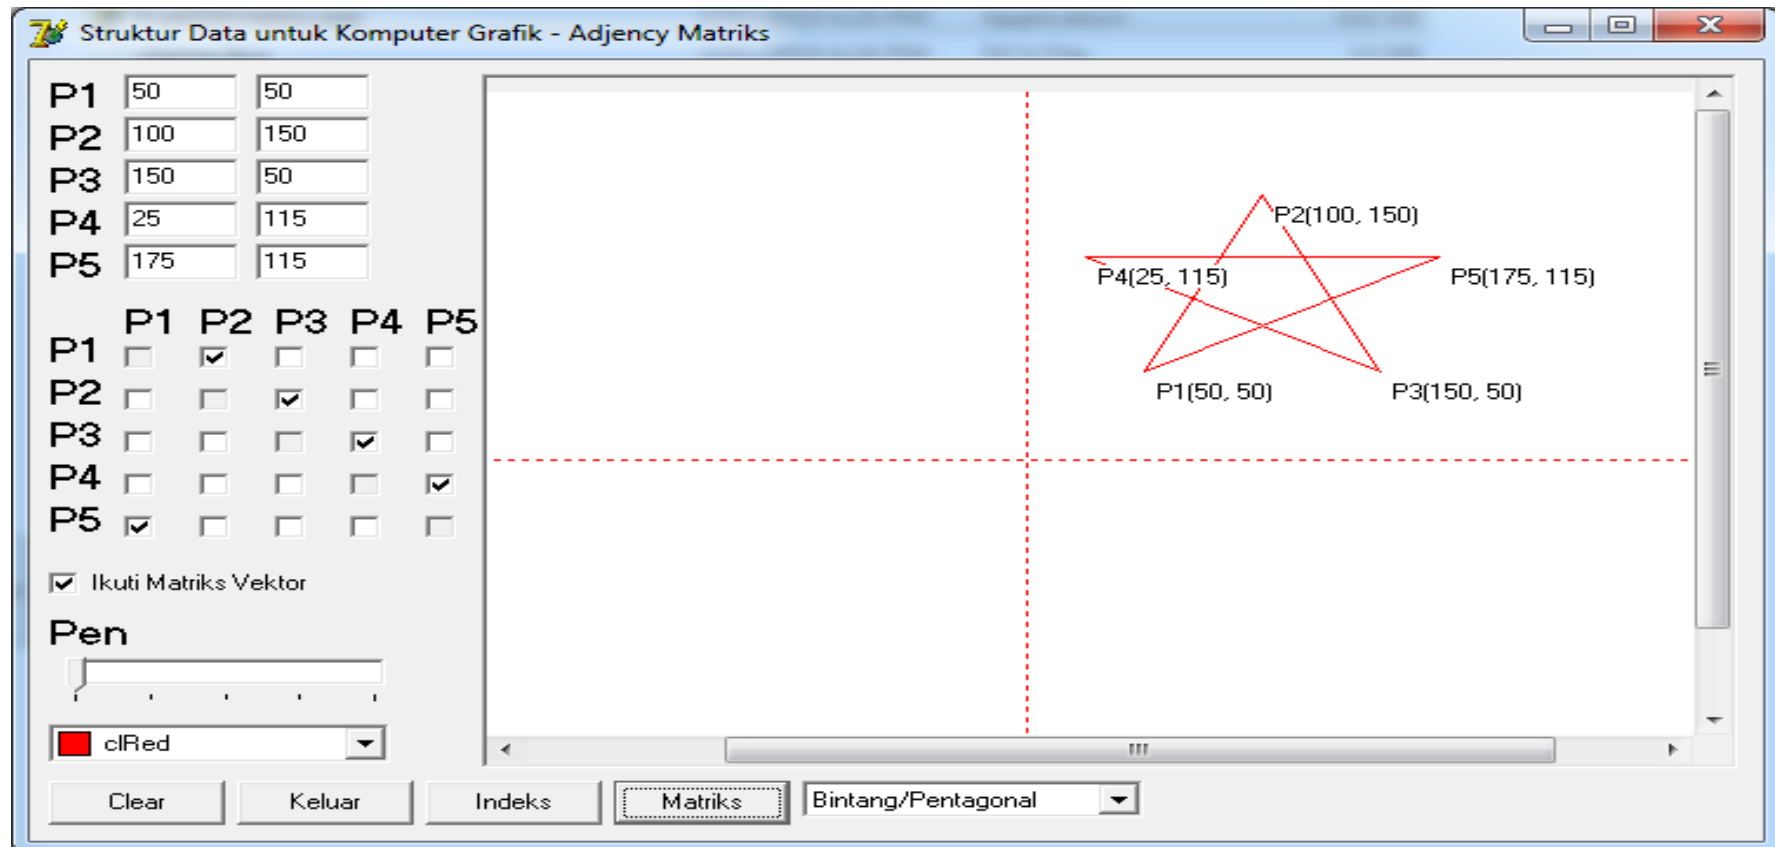 Struktur Data untuk Komputer Grafik - Adjency Matriks
P1 50 50
P2 100 150
P3 150 50
P4 25 115
P5 175 115
P1 P2 P3 P4 P5
P1
P2
P3
P4
P5
Ikuti Matriks Vektor
Pen
clRed
P2(100, 150)
P4(25, 115)
P5(175, 115)
P1(50, 50)
P3(150, 50)
Clear Keluar Indeks Matriks Bintang/Pentagonal